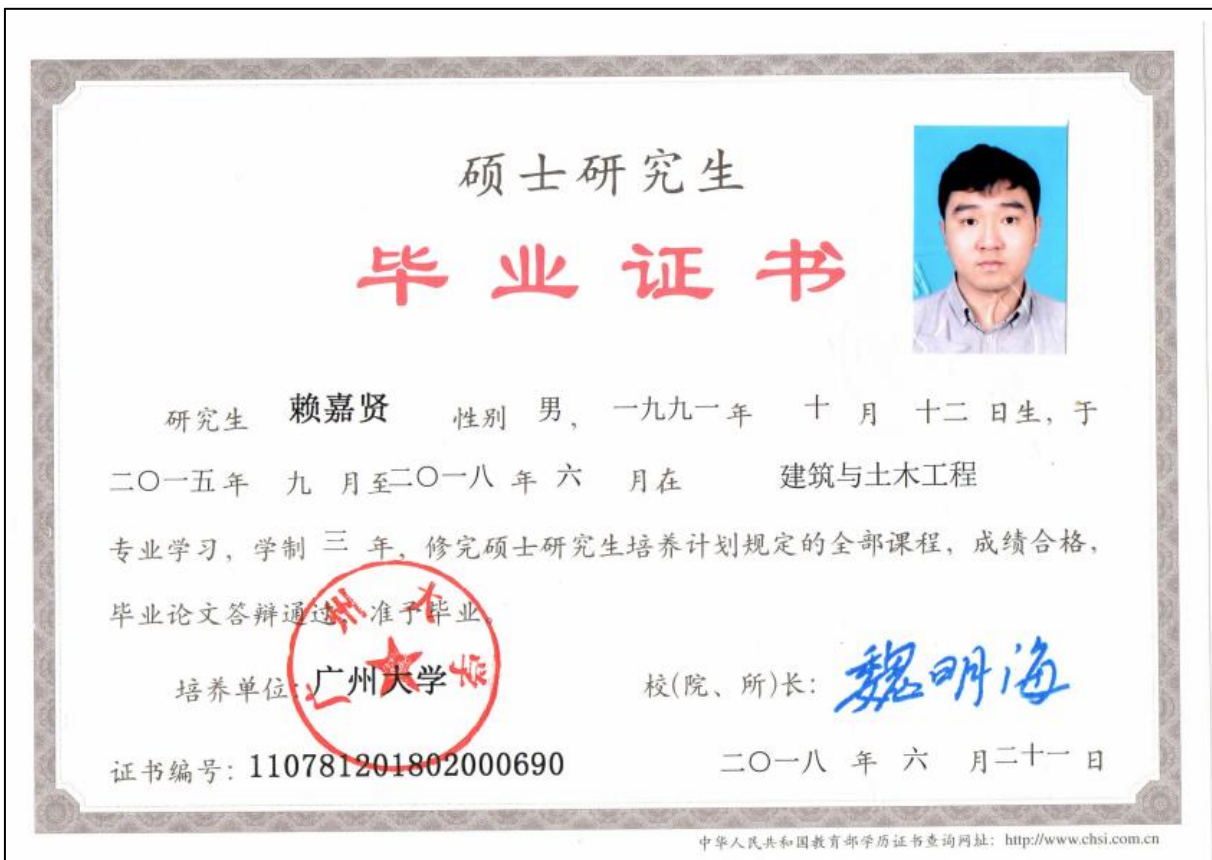 硕士研究生
毕业证书
研究生 赖嘉贤 性别 男, 一九九一年 十 月 十二 日生, 于
二〇一五年 九 月至二〇一八 年 六 月在 建筑与土木工程
专业学习, 学制 三 年, 修完硕士研究生培养计划规定的全部课程, 成绩合格,
毕业论文答辩通过, 准予毕业。
广州大学
培养单位: 广州大学 校(院、所)长: 魏明海
证书编号: 110781201802000690 二〇一八 年 六 月二十一 日
中华人民共和国教育部学历证书查询网址: http://www.chsi.com.cn